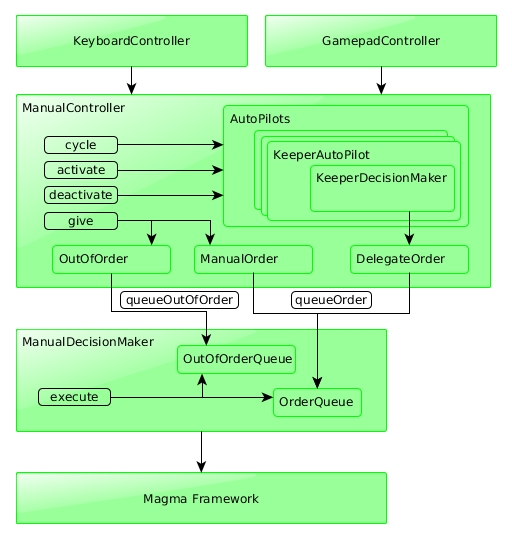 KeyboardController
GamepadController
ManualController
AutoPilots
cycle
KeeperAutoPilot
activate
KeeperDecisionMaker
deactivate
give
OutOfOrder
ManualOrder
DelegateOrder
queueOutOfOrder
queueOrder
ManualDecisionMaker
OutOfOrderQueue
execute
OrderQueue
Magma Framework